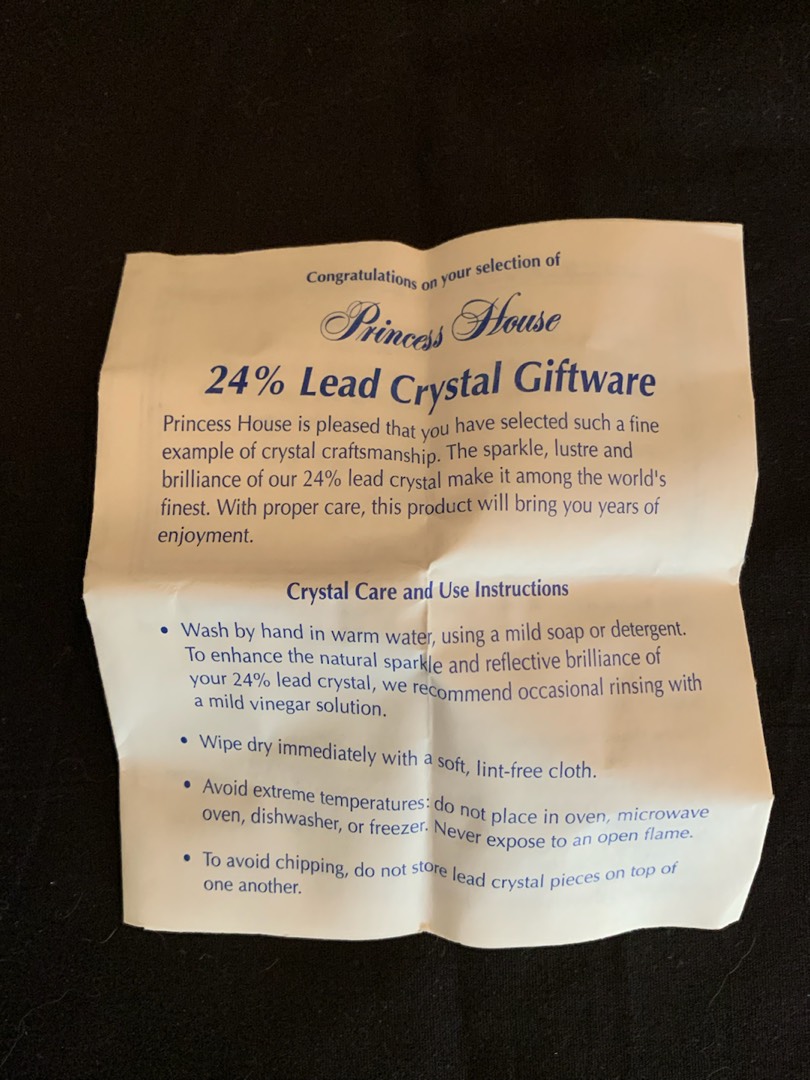 Congratulations on your selection of
Princess House
24% Lead Crystal Giftware
Princess House is pleased that you have selected such a fine
example of crystal craftsmanship. The sparkle, lustre and
brilliance of our 24% lead crystal make it among the world's
finest. With proper care, this product will bring you years of
enjoyment.
Crystal Care and Use Instructions
• Wash by hand in warm water, using a mild soap or detergent.
To enhance the natural sparkle and reflective brilliance of
your 24% lead crystal, we recommend occasional rinsing with
a mild vinegar solution.
• Wipe dry immediately with a soft, lint-free cloth.
• Avoid extreme temperatures: do not place in oven, microwave
oven, dishwasher, or freezer. Never expose to an open flame.
• To avoid chipping, do not store lead crystal pieces on top of
one another.